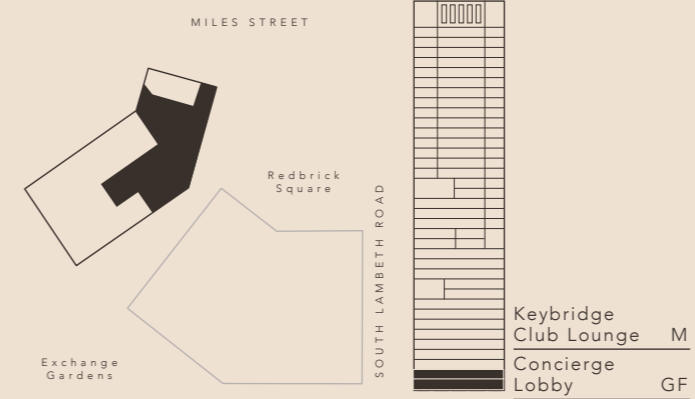 MILES STREET
Redbrick
Square
SOUTH LAMBETH ROAD
Exchange
Gardens
Keybridge
Club Lounge M
Concierge
Lobby GF